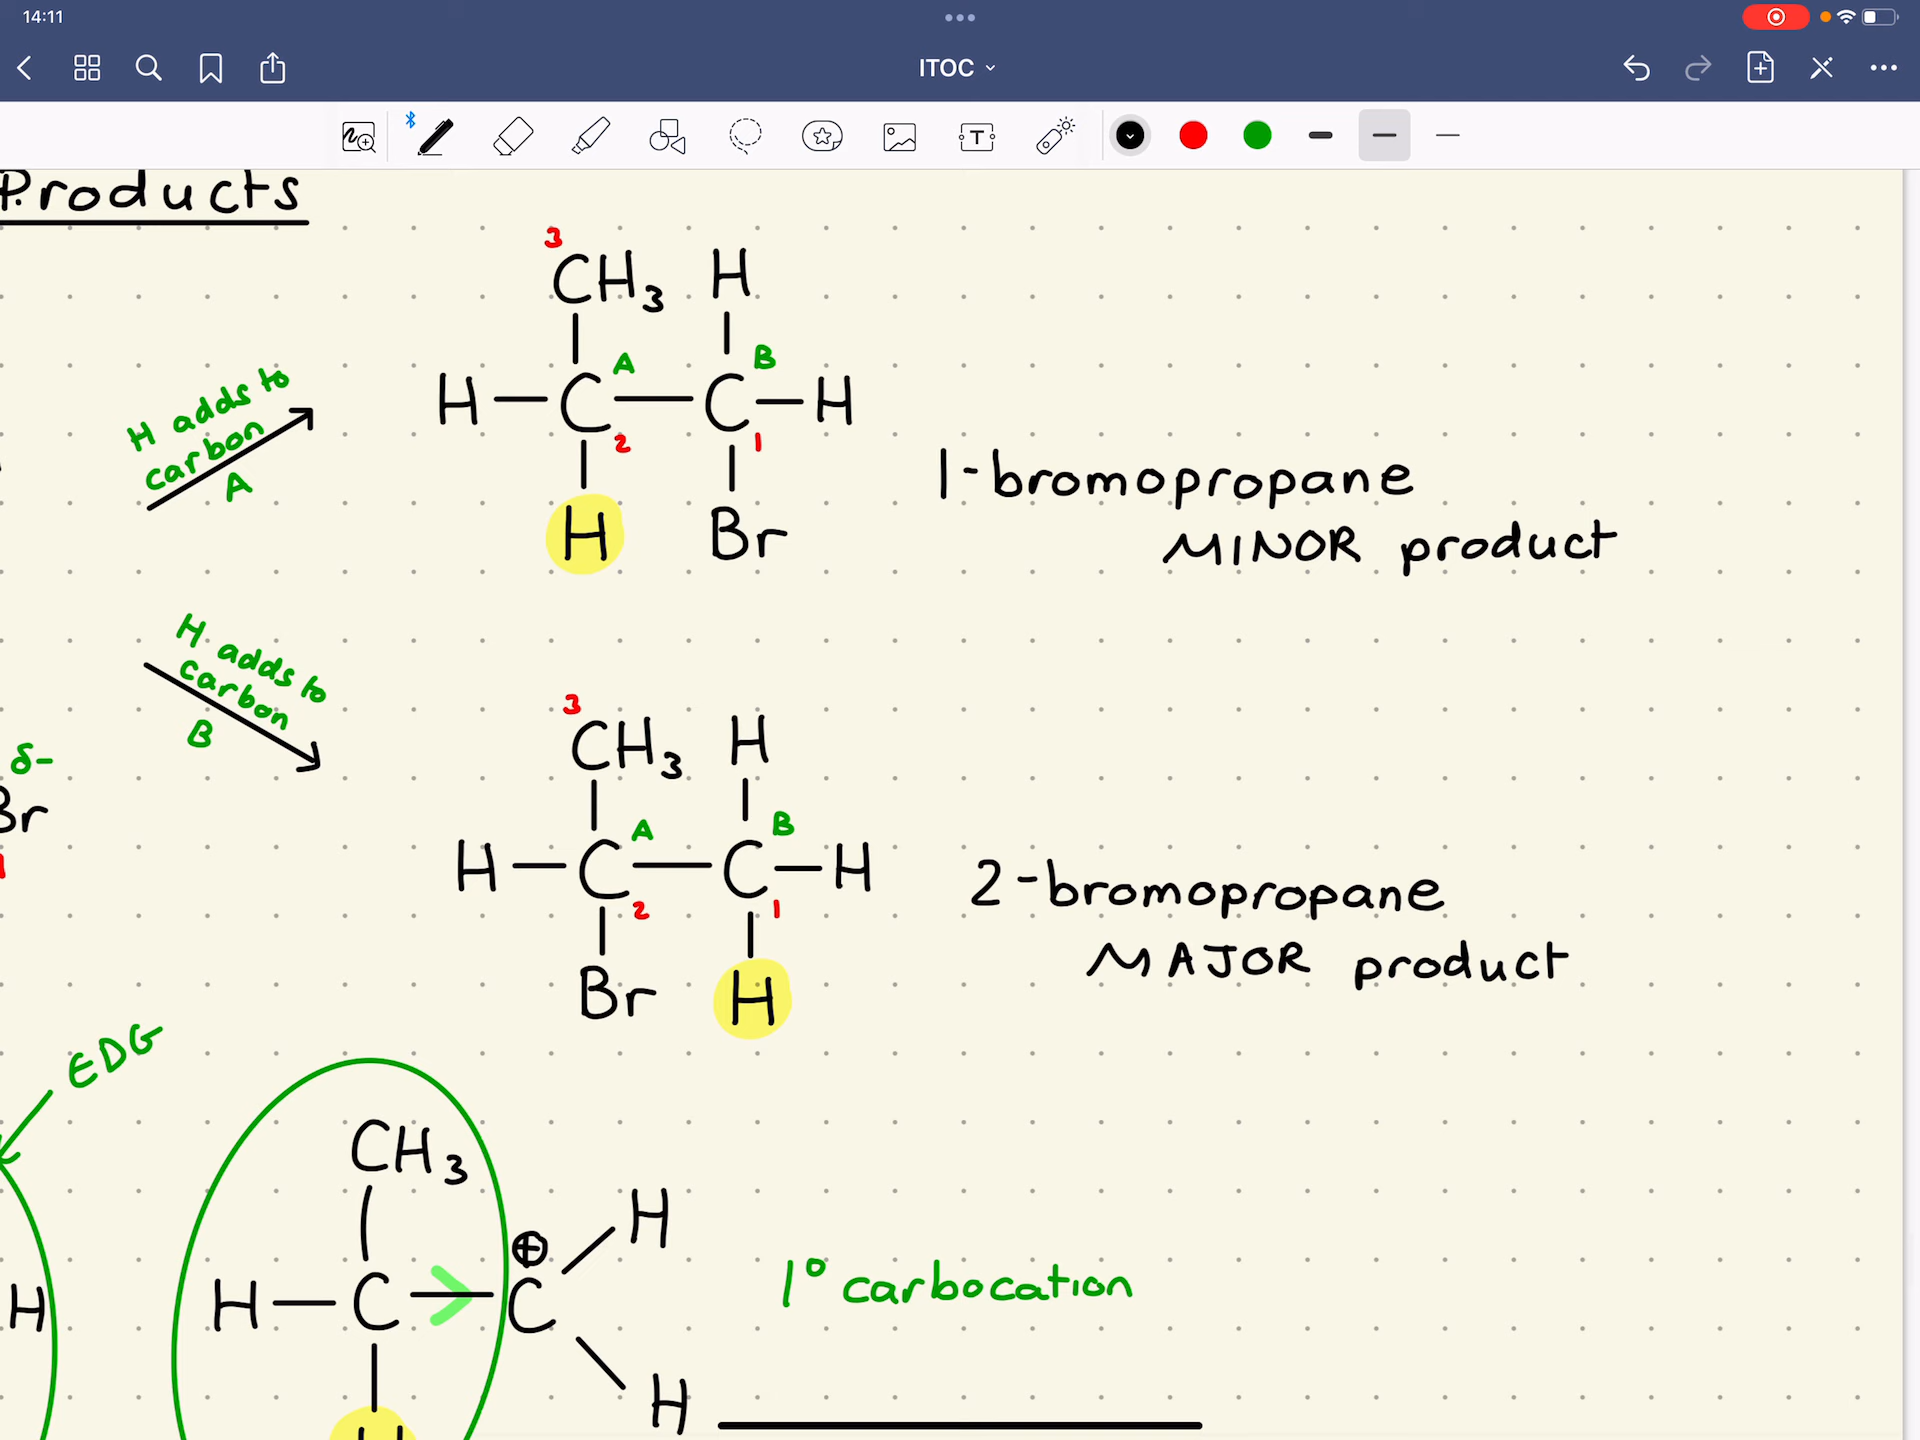 14:11
ITOC
T
Products
3
CH3 H
A B
H-C-C-H
2 1
H Br
H adds to
carbon
A
1-bromopropane
MINOR product
H adds to
carbon
B
δ-
Br
3
CH3 H
A B
H-C-C-H
2 1
Br H
2-bromopropane
MAJOR product
EDG
CH3
H
⊕
H
H-C-C
1° carbocation
H
H